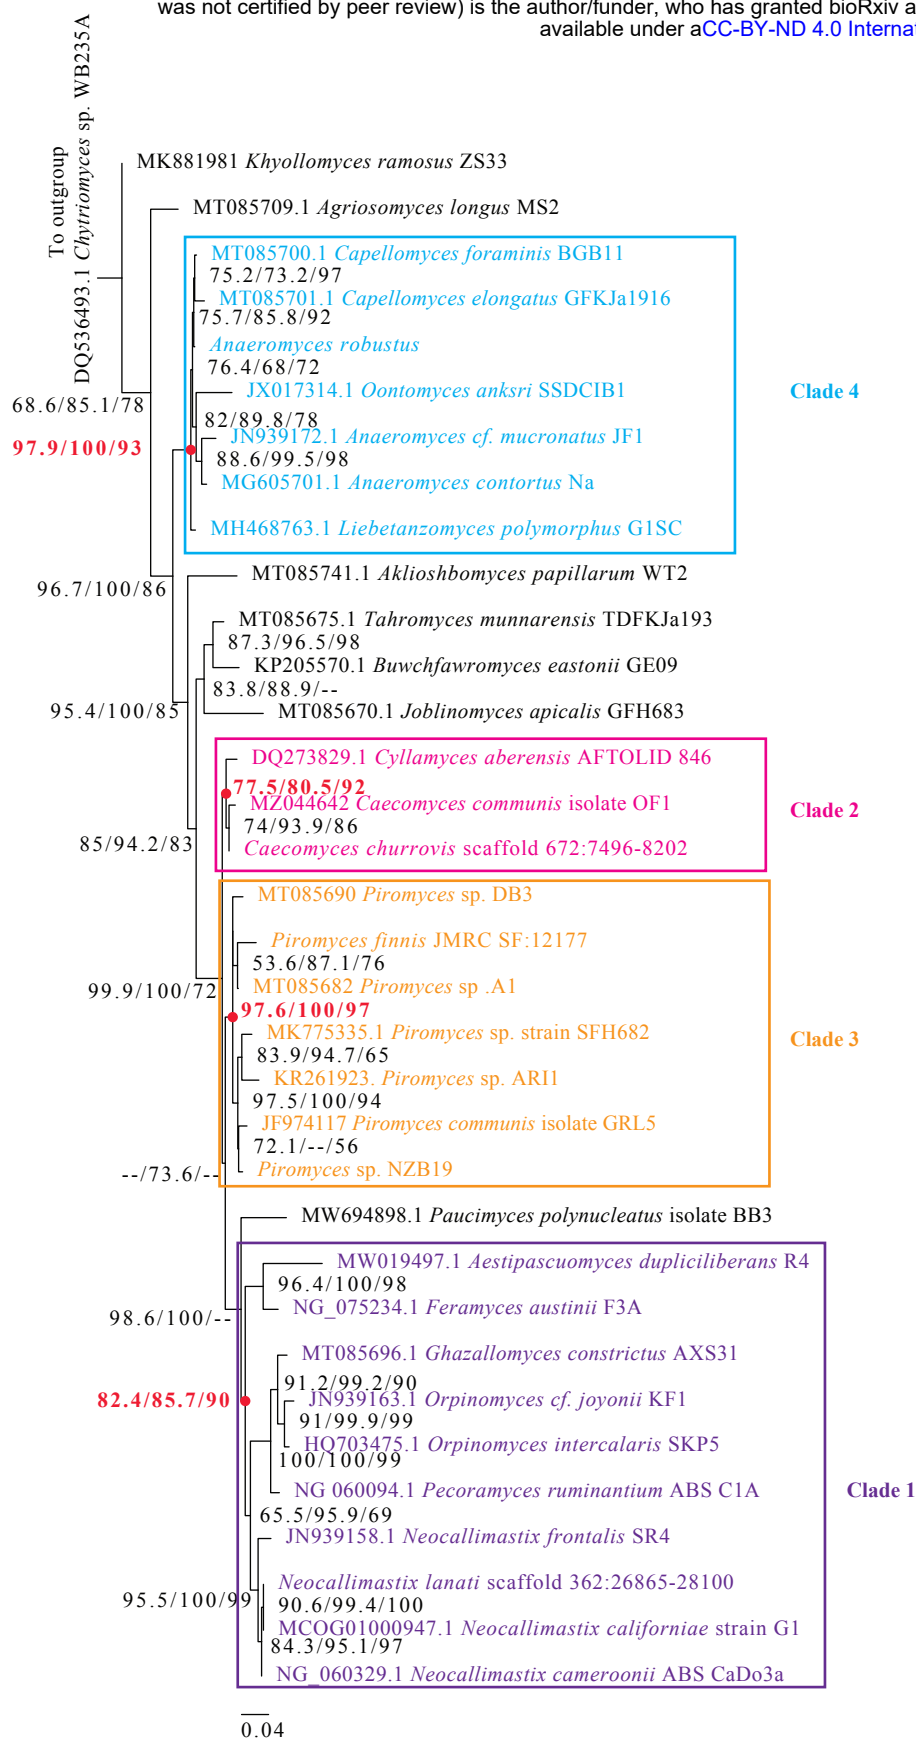 was not certified by peer review) is the author/funder, who has granted bioRxiv a
available under aCC-BY-ND 4.0 Internat
To outgroup
DQ536493.1 Chytriomyces sp. WB235A
MK881981 Khyollomyces ramosus ZS33
MT085709.1 Agriosomyces longus MS2
MT085700.1 Capellomyces foraminis BGB11
75.2/73.2/97
MT085701.1 Capellomyces elongatus GFKJa1916
75.7/85.8/92
Anaeromyces robustus
76.4/68/72
JX017314.1 Oontomyces anksri SSDCIB1
Clade 4
68.6/85.1/78
82/89.8/78
JN939172.1 Anaeromyces cf. mucronatus JF1
97.9/100/93
88.6/99.5/98
MG605701.1 Anaeromyces contortus Na
MH468763.1 Liebetanzomyces polymorphus G1SC
MT085741.1 Aklioshbomyces papillarum WT2
96.7/100/86
MT085675.1 Tahromyces munnarensis TDFKJa193
87.3/96.5/98
KP205570.1 Buwchfawromyces eastonii GE09
83.8/88.9/--
95.4/100/85
MT085670.1 Joblinomyces apicalis GFH683
DQ273829.1 Cyllamyces aberensis AFTOLID 846
77.5/80.5/92
MZ044642 Caecomyces communis isolate OF1
Clade 2
74/93.9/86
85/94.2/83
Caecomyces churrovis scaffold 672:7496-8202
MT085690 Piromyces sp. DB3
Piromyces finnis JMRC SF:12177
53.6/87.1/76
99.9/100/72
MT085682 Piromyces sp .A1
97.6/100/97
MK775335.1 Piromyces sp. strain SFH682
Clade 3
83.9/94.7/65
KR261923. Piromyces sp. ARI1
97.5/100/94
JF974117 Piromyces communis isolate GRL5
72.1/--/56
--/73.6/--
Piromyces sp. NZB19
MW694898.1 Paucimyces polynucleatus isolate BB3
MW019497.1 Aestipascuomyces dupliciliberans R4
96.4/100/98
NG_075234.1 Feramyces austinii F3A
98.6/100/--
MT085696.1 Ghazallomyces constrictus AXS31
91.2/99.2/90
82.4/85.7/90
JN939163.1 Orpinomyces cf. joyonii KF1
91/99.9/99
HQ703475.1 Orpinomyces intercalaris SKP5
100/100/99
NG 060094.1 Pecoramyces ruminantium ABS C1A
Clade 1
65.5/95.9/69
JN939158.1 Neocallimastix frontalis SR4
Neocallimastix lanati scaffold 362:26865-28100
95.5/100/99
90.6/99.4/100
MCOG01000947.1 Neocallimastix californiae strain G1
84.3/95.1/97
NG_060329.1 Neocallimastix cameroonii ABS CaDo3a
0.04